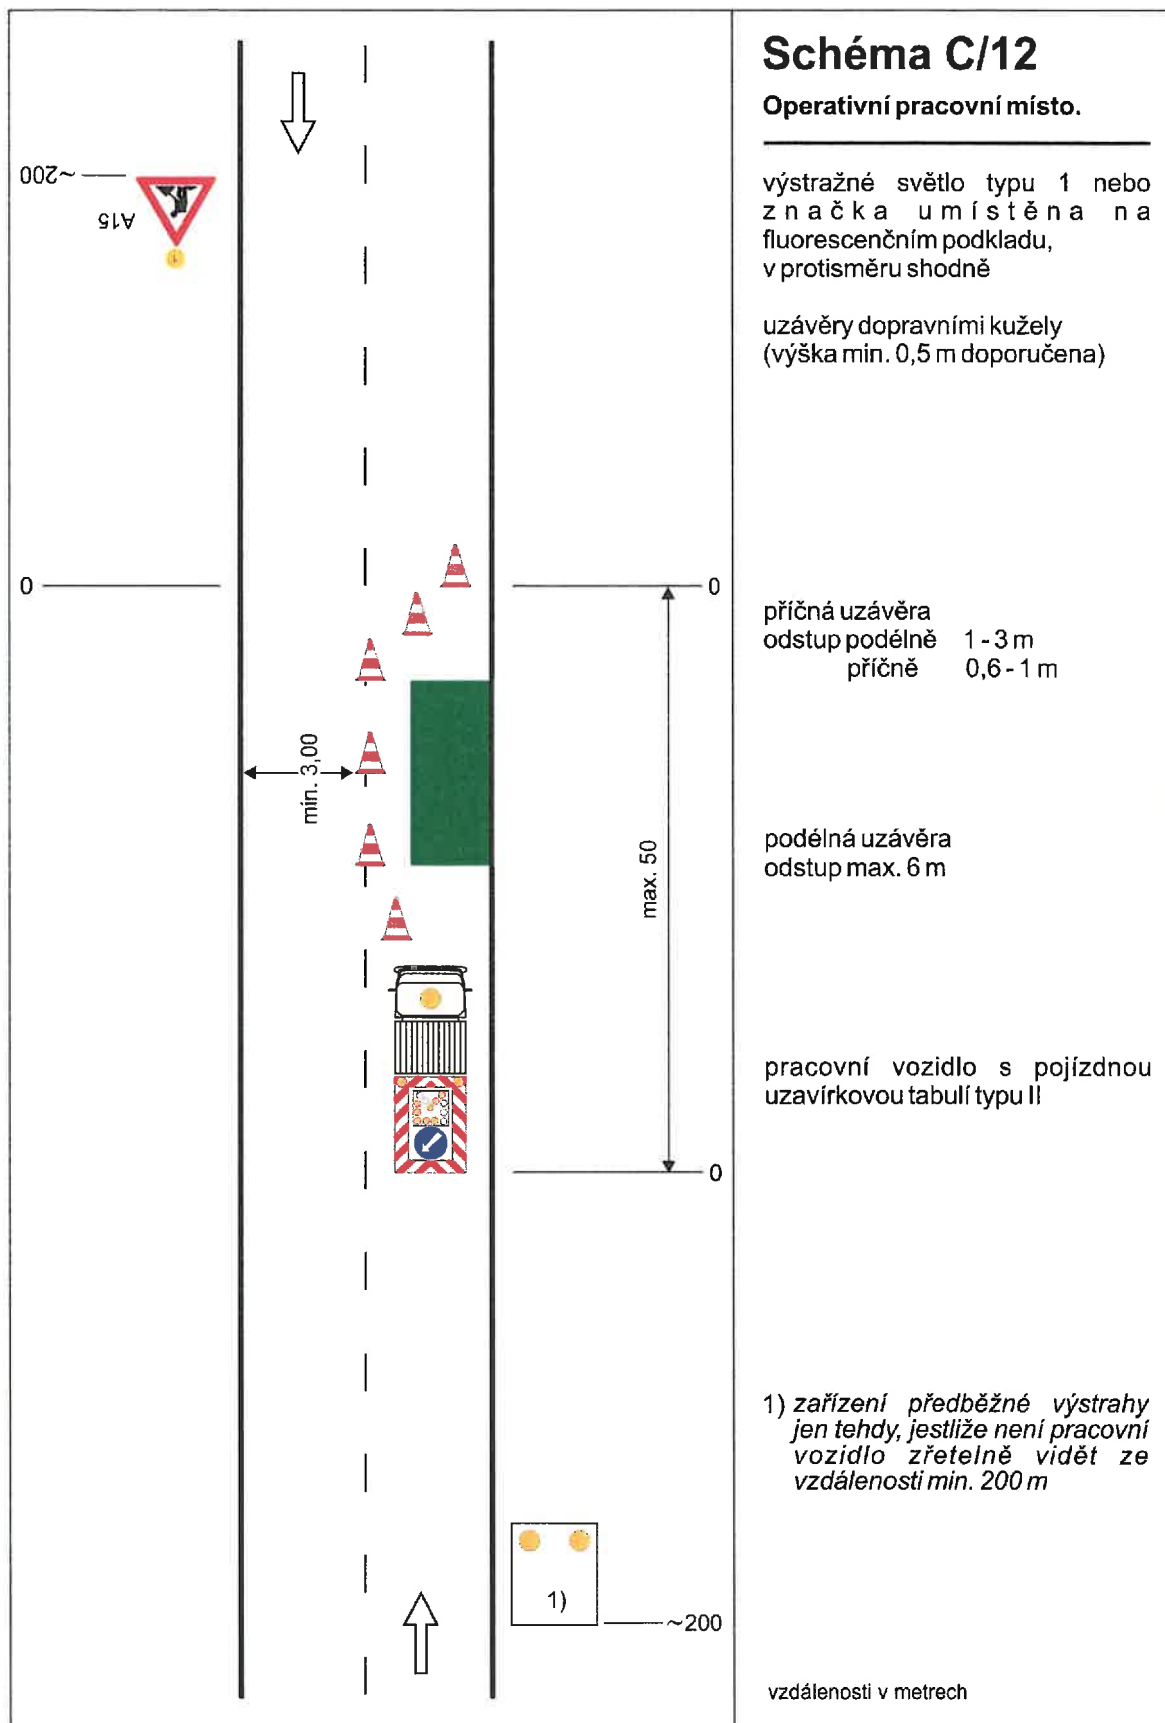 Schéma C/12
Operativní pracovní místo.
výstražné světlo typu 1 nebo
značka umístěna na
fluorescenčním podkladu,
v protisměru shodně
uzávěry dopravními kužely
(výška min. 0,5 m doporučena)
~200
A15
1
0
0
příčná uzávěra
odstup podélně 1 - 3 m
příčně 0,6 - 1 m
min. 3,00
max. 50
podélná uzávěra
odstup max. 6 m
pracovní vozidlo s pojízdnou
uzavírkovou tabulí typu II
0
1) zařízení předběžné výstrahy
jen tehdy, jestliže není pracovní
vozidlo zřetelně vidět ze
vzdálenosti min. 200 m
1)
~200
vzdálenosti v metrech